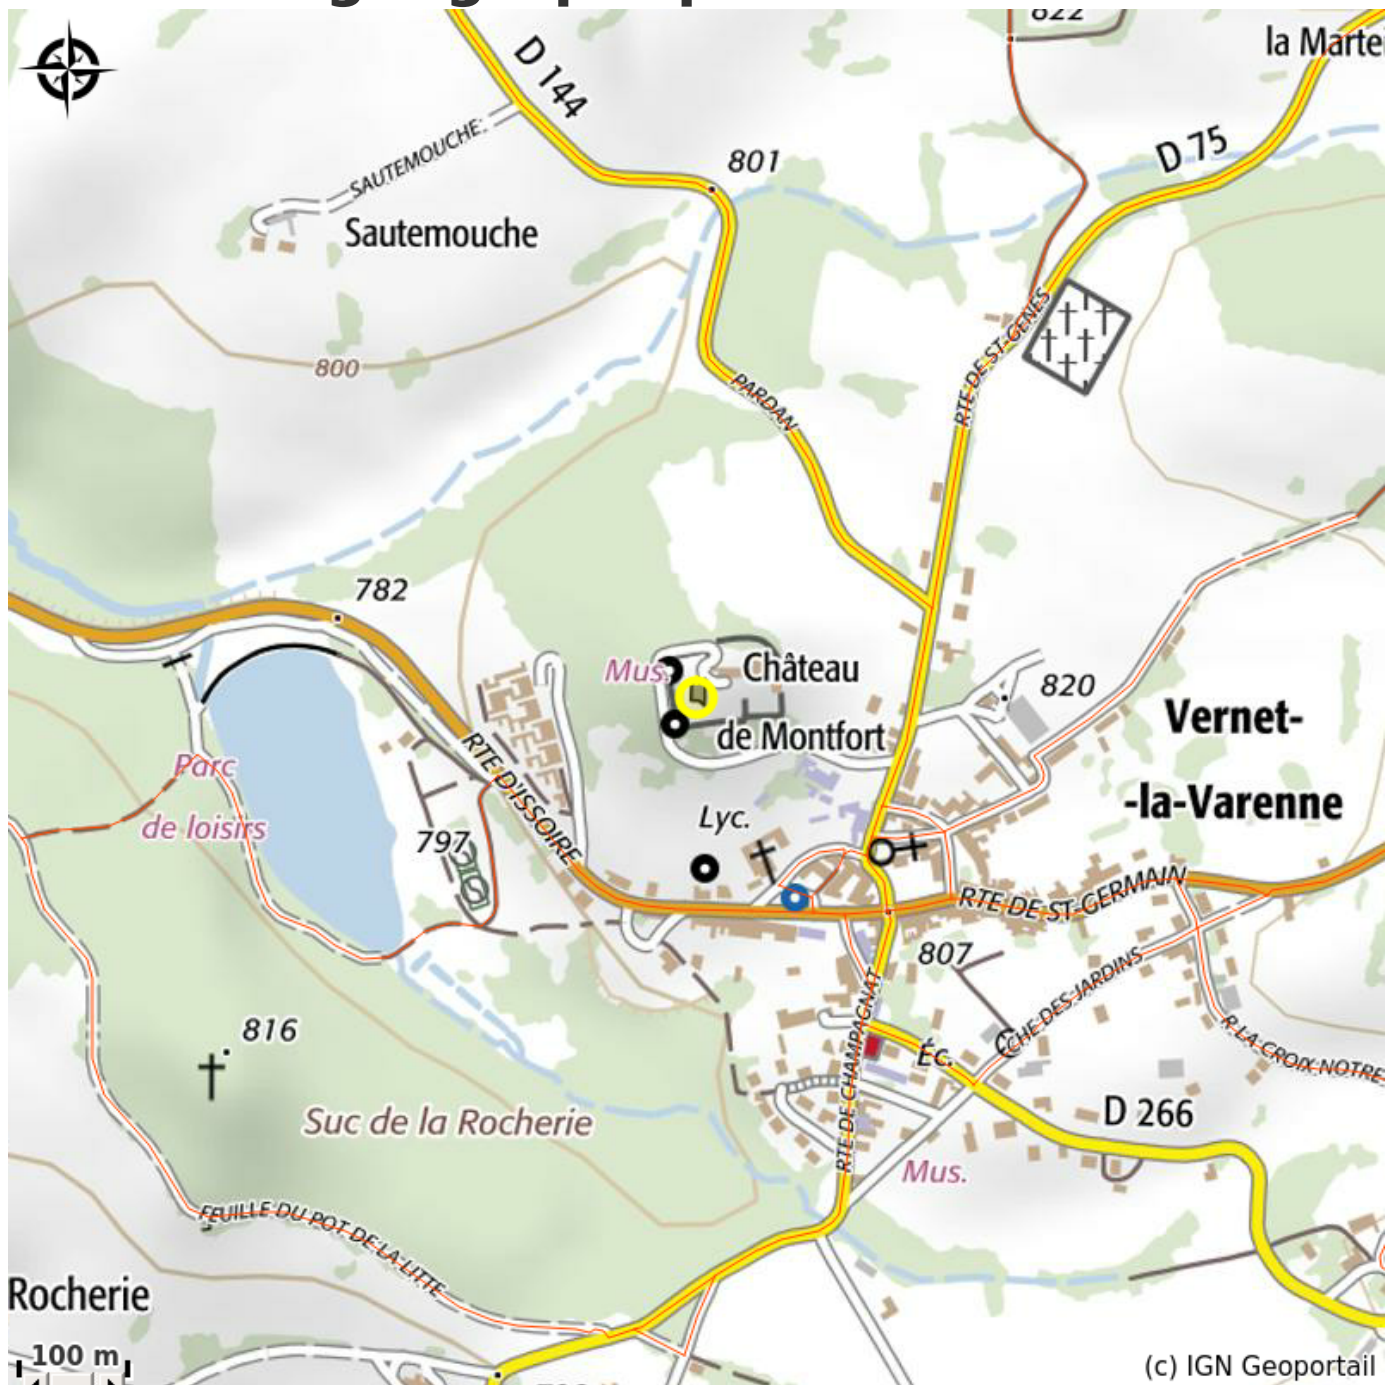 822
la Martei
D 144
801
D 75
SAUTEMOUCHE
Sautemouche
RTE DE ST-GENES
800
PARDAN
782
Mus.
Château
de Montfort
820
Vernet-
-la-Varenne
RTE D'ISSOIRE
Parc
de loisirs
797
Lyc.
RTE DE ST-GERMAIN
807
CHE DES JARDINS
816
RTE DE CHAMPAGNAT
Éc.
R LA CROIX NOTRE
Suc de la Rocherie
D 266
Mus.
FEUILLE DU POT DE LA LITTE
Rocherie
100 m
(c) IGN Geoportail